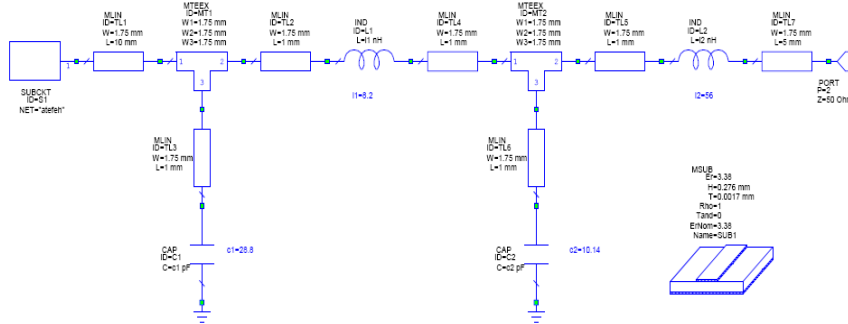 MLIN
ID=TL1
W=1.75 mm
L=10 mm
MTEEX
ID=MT1
W1=1.75 mm
W2=1.75 mm
W3=1.75 mm
MLIN
ID=TL2
W=1.75 mm
L=1 mm
IND
ID=L1
L=l1 nH
MLIN
ID=TL4
W=1.75 mm
L=1 mm
MTEEX
ID=MT2
W1=1.75 mm
W2=1.75 mm
W3=1.75 mm
MLIN
ID=TL5
W=1.75 mm
L=1 mm
IND
ID=L2
L=l2 nH
MLIN
ID=TL7
W=1.75 mm
L=5 mm
1
1
2
3
1
2
3
SUBCKT
ID=S1
NET="atefeh"
l1=8.2
l2=56
PORT
P=2
Z=50 Ohm
MLIN
ID=TL3
W=1.75 mm
L=1 mm
MLIN
ID=TL6
W=1.75 mm
L=1 mm
MSUB
Er=3.38
H=0.276 mm
T=0.0017 mm
Rho=1
Tand=0
ErNom=3.38
Name=SUB1
CAP
ID=C1
C=c1 pF
c1=28.8
CAP
ID=C2
C=c2 pF
c2=10.14